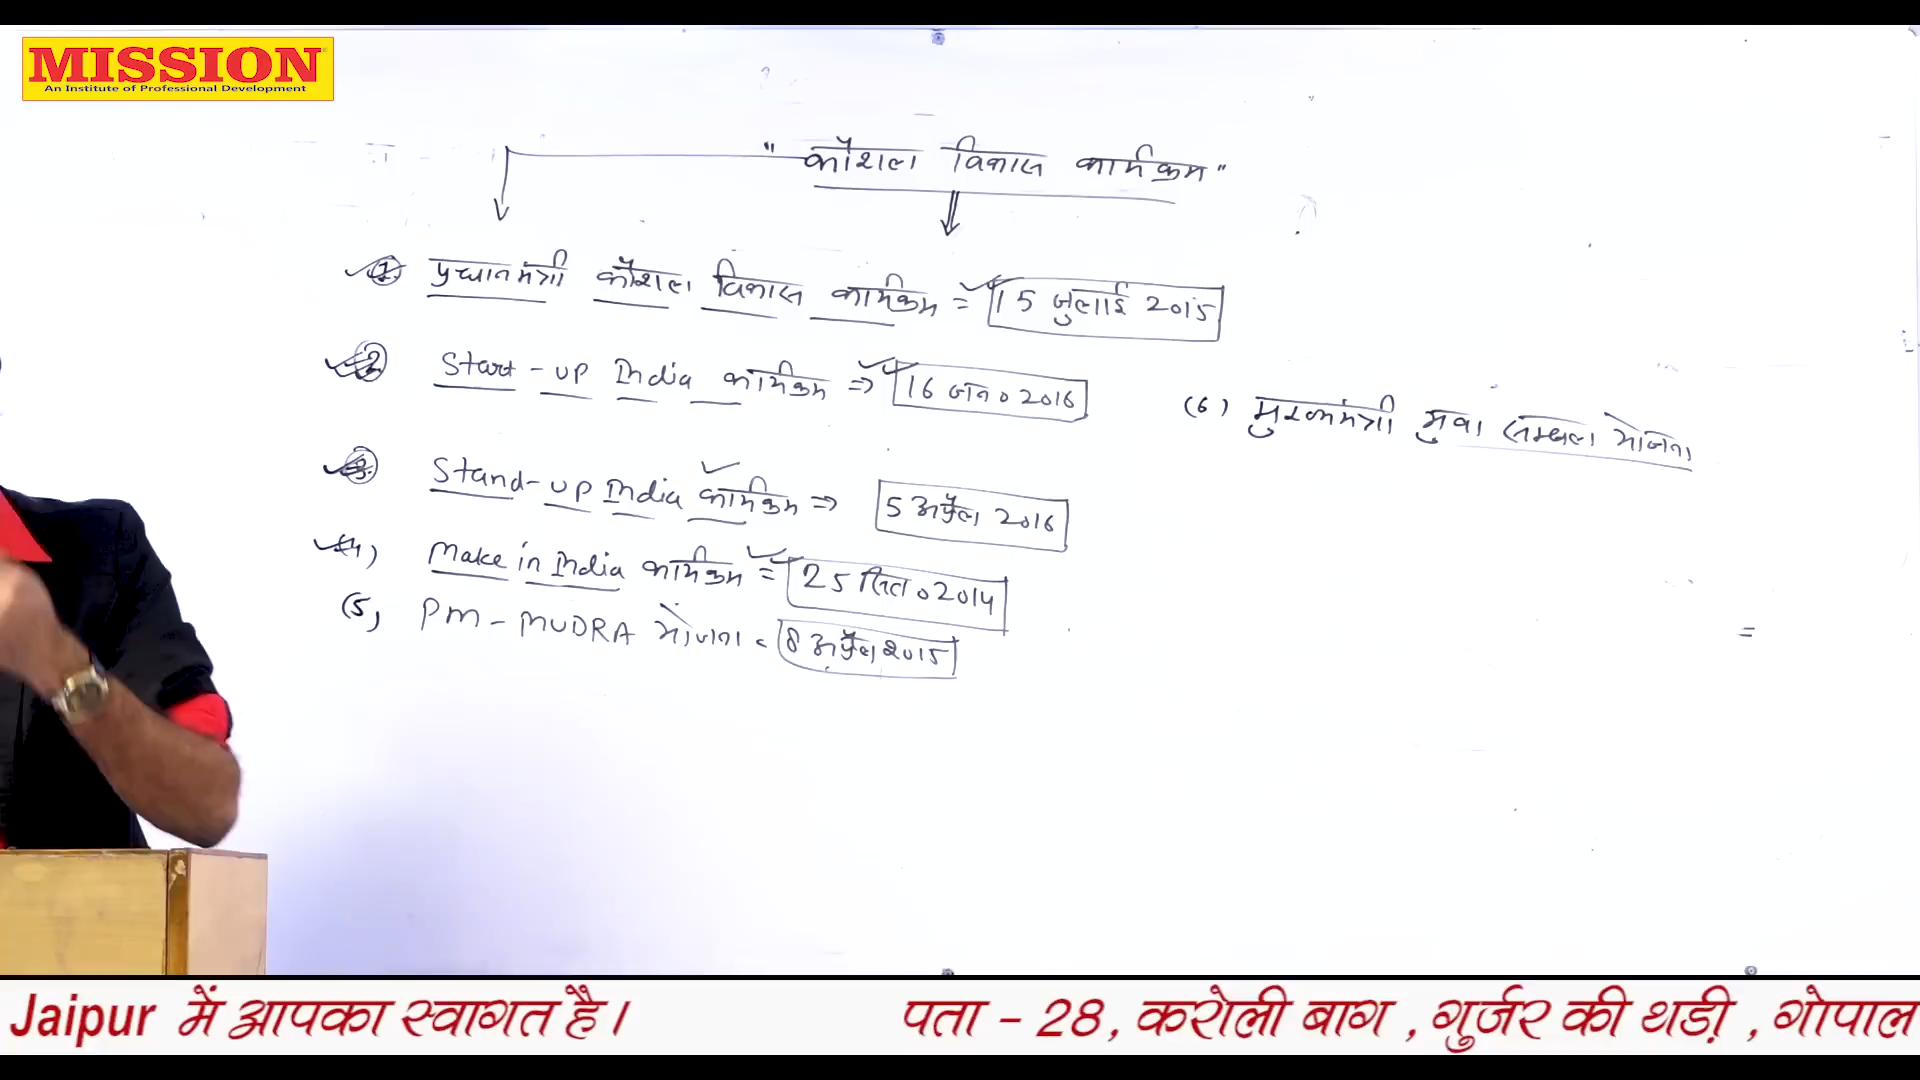 MISSION
An Institute of Professional Development
" कौशल विकास कार्यक्रम "
(1) प्रधानमंत्री कौशल विकास कार्यक्रम = 15 जुलाई 2015
(2) Start-up India कार्यक्रम => 16 जन० 2016
(3) Stand-up India कार्यक्रम => 5 अप्रैल 2016
(4) Make in India कार्यक्रम = 25 सित० 2014
(5) PM-MUDRA योजना = 8 अप्रैल 2015
(6) मुख्यमंत्री युवा सम्बल योजना
=
Jaipur में आपका स्वागत है। पता - 28, करोली बाग , गुर्जर की थडी़ , गोपाल